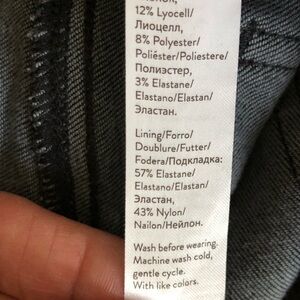 12% Lyocell/
Лиоцелл,
8% Polyester/
Poliéster/Poliestere/
Полиэстер,
3% Elastane/
Elastano/Elastan/
Эластан.
Lining/Forro/
Doublure/Futter/
Fodera/Подкладка:
57% Elastane/
Elastano/Elastan/
Эластан,
43% Nylon/
Nailon/Нейлон.
Wash before wearing.
Machine wash cold,
gentle cycle.
With like colors.